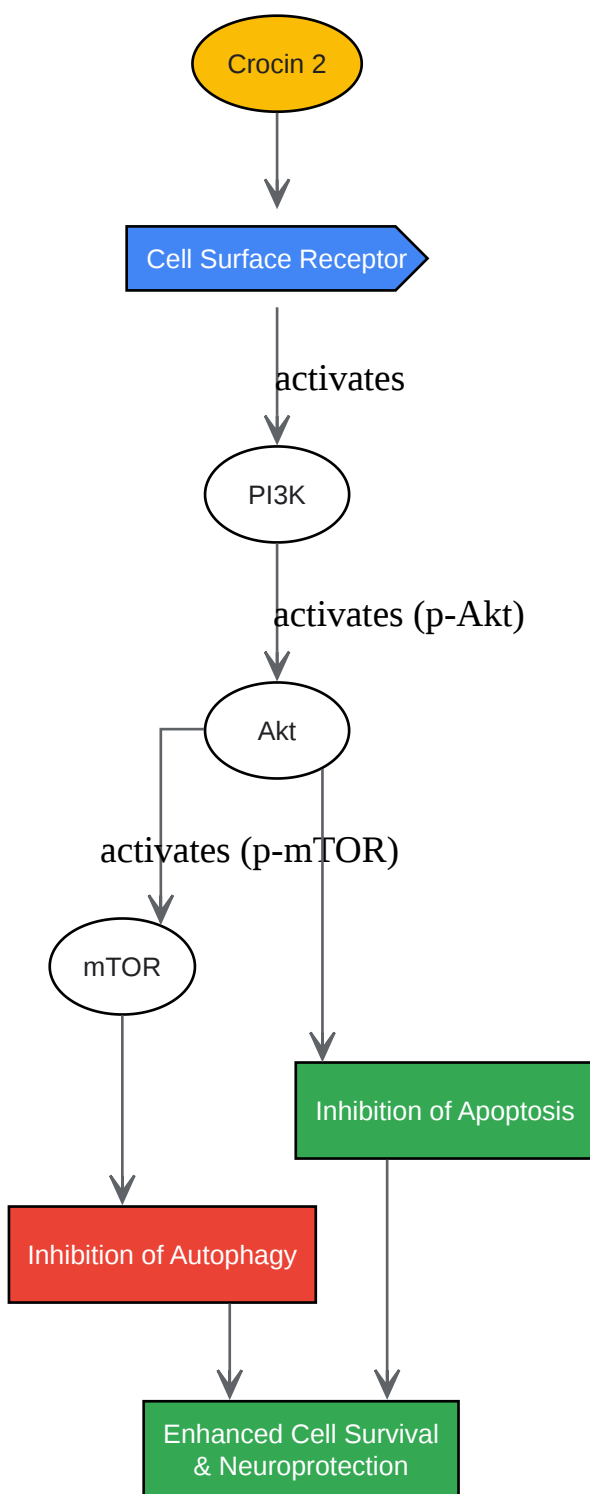 Crocin 2
Cell Surface Receptor
activates
PI3K
activates (p-Akt)
Akt
activates (p-mTOR)
mTOR
Inhibition of Apoptosis
Inhibition of Autophagy
Enhanced Cell Survival
& Neuroprotection